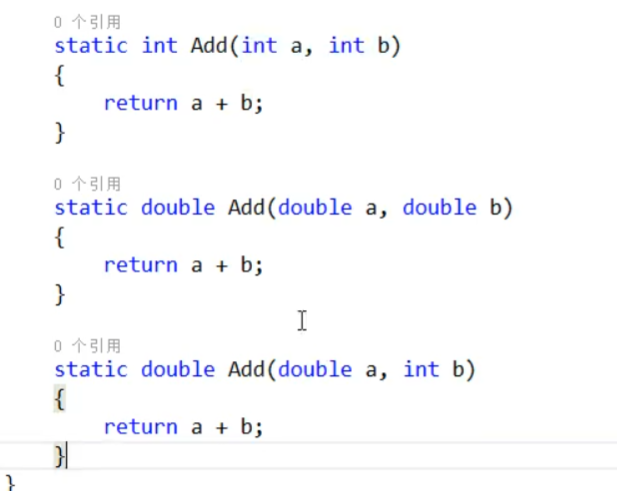 0 个引用
static int Add(int a, int b)
{
return a + b;
}
0 个引用
static double Add(double a, double b)
{
return a + b;
}
0 个引用
static double Add(double a, int b)
{
return a + b;
}
}